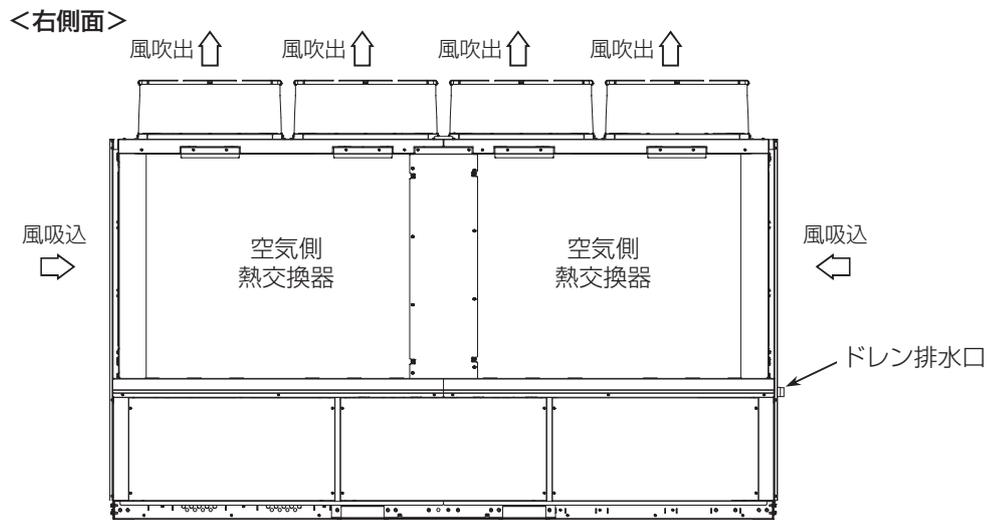 ＜右側面＞
風吹出 風吹出 風吹出 風吹出
風吸込 風吸込
空気側 空気側
熱交換器 熱交換器
ドレン排水口